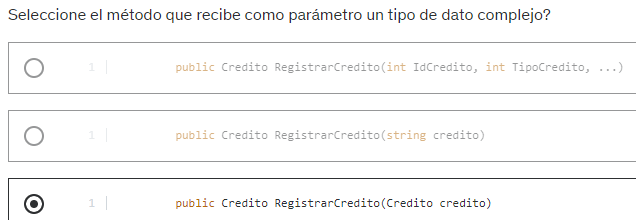 Seleccione el método que recibe como parámetro un tipo de dato complejo?
1 public Credito RegistrarCredito(int IdCredito, int TipoCredito, ...)
1 public Credito RegistrarCredito(string credito)
1 public Credito RegistrarCredito(Credito credito)